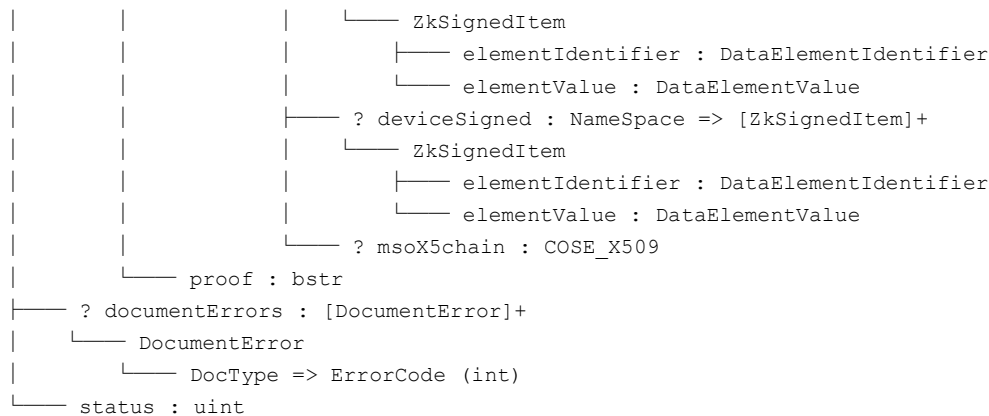 │ │ │ └──── ZkSignedItem
│ │ │ ├──── elementIdentifier : DataElementIdentifier
│ │ │ └──── elementValue : DataElementValue
│ │ ├──── ? deviceSigned : NameSpace => [ZkSignedItem]+
│ │ │ └──── ZkSignedItem
│ │ │ ├──── elementIdentifier : DataElementIdentifier
│ │ │ └──── elementValue : DataElementValue
│ │ └──── ? msoX5chain : COSE_X509
│ └──── proof : bstr
├──── ? documentErrors : [DocumentError]+
│ └──── DocumentError
│ └──── DocType => ErrorCode (int)
└──── status : uint